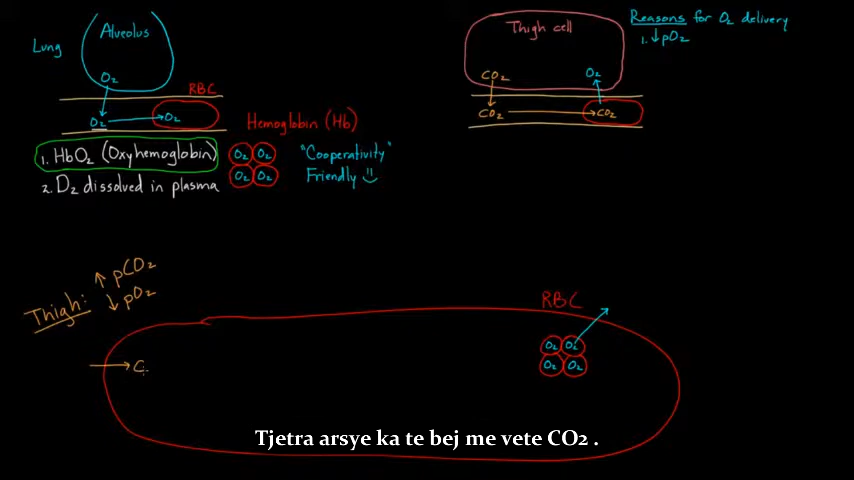 Lung
Alveolus
O₂
RBC
O₂ O₂
Hemoglobin (Hb)
1. HbO₂ (Oxyhemoglobin)
2. O₂ dissolved in plasma
O₂ O₂
O₂ O₂
"Cooperativity"
Friendly
Thigh cell
CO₂ O₂
CO₂ CO₂
Reasons for O₂ delivery
1. ↓pO₂
Thigh: ↑ pCO₂
↓ pO₂
RBC
O₂ O₂
O₂ O₂
C
Tjetra arsye ka te bej me vete CO2 .